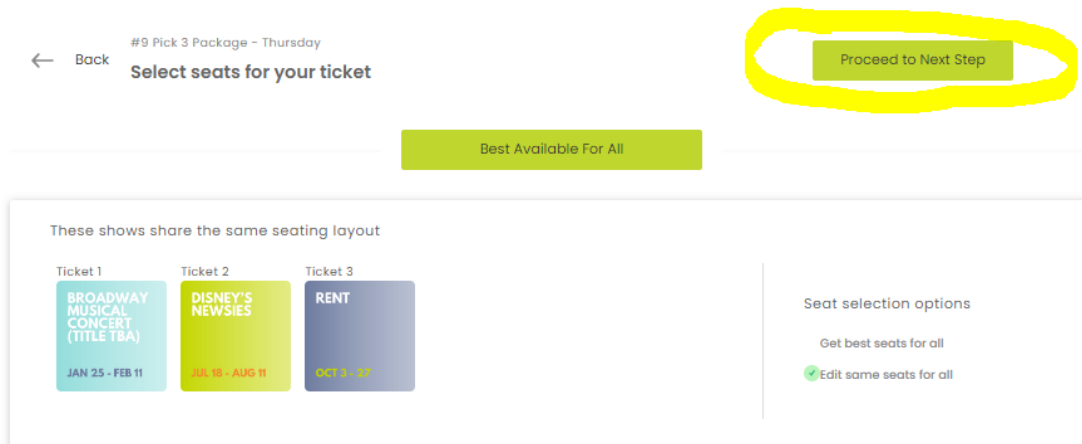 #9 Pick 3 Package - Thursday
Back
Select seats for your ticket
Proceed to Next Step
Best Available For All
These shows share the same seating layout
Ticket 1
Ticket 2
Ticket 3
BROADWAY
MUSICAL
CONCERT
(TITLE TBA)
JAN 25 - FEB 11
DISNEY'S
NEWSIES
JUL 18 - AUG 11
RENT
OCT 3 - 27
Seat selection options
Get best seats for all
Edit same seats for all